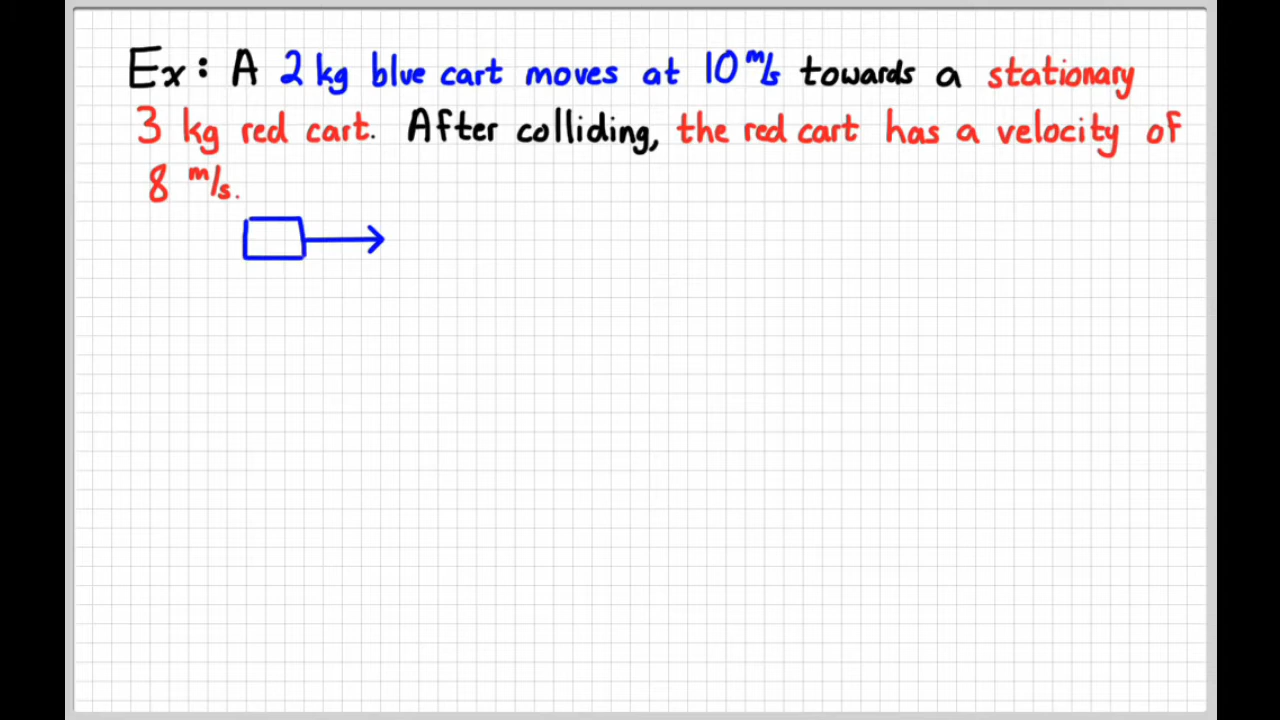 Ex: A 2 kg blue cart moves at 10 m/s towards a stationary
3 kg red cart. After colliding, the red cart has a velocity of
8 m/s.